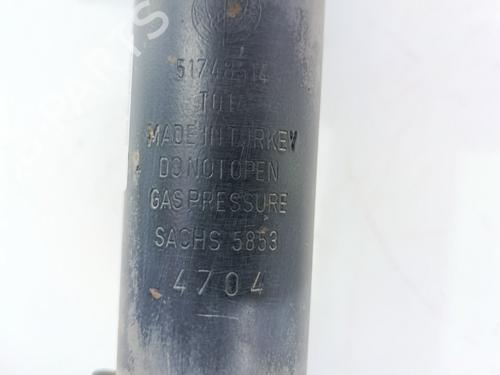 MADE IN TURKEY
DO NOT OPEN
GAS PRESSURE
SACHS 5853
4704